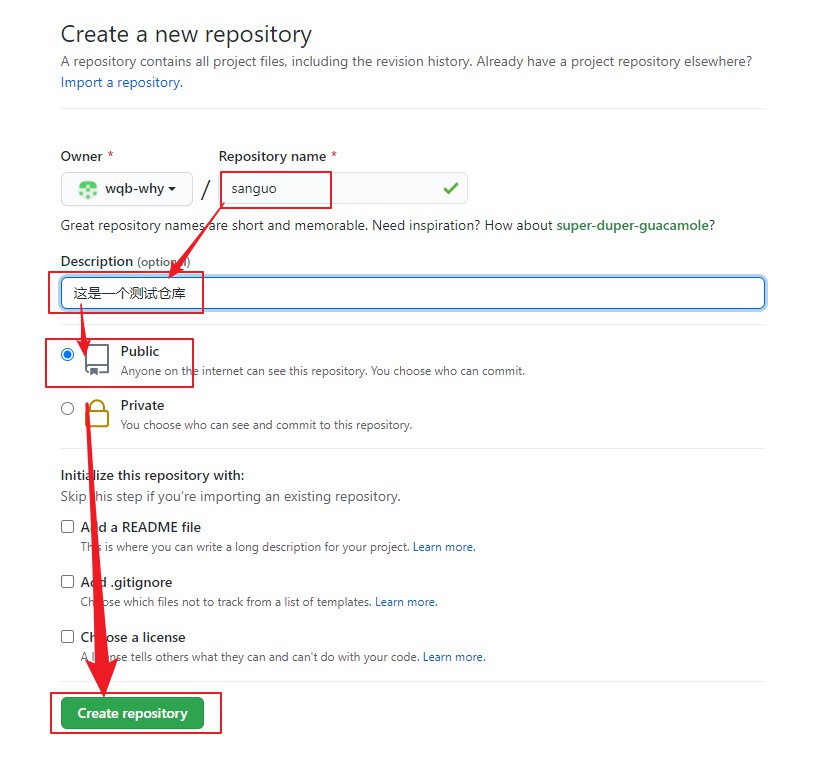 Create a new repository
A repository contains all project files, including the revision history. Already have a project repository elsewhere?
Import a repository.
Owner * Repository name *
wqb-why / sanguo
Great repository names are short and memorable. Need inspiration? How about super-duper-guacamole?
Description (optional)
这是一个测试仓库
Public
Anyone on the internet can see this repository. You choose who can commit.
Private
You choose who can see and commit to this repository.
Initialize this repository with:
Skip this step if you're importing an existing repository.
Add a README file
This is where you can write a long description for your project. Learn more.
Add .gitignore
Choose which files not to track from a list of templates. Learn more.
Choose a license
A license tells others what they can and can't do with your code. Learn more.
Create repository